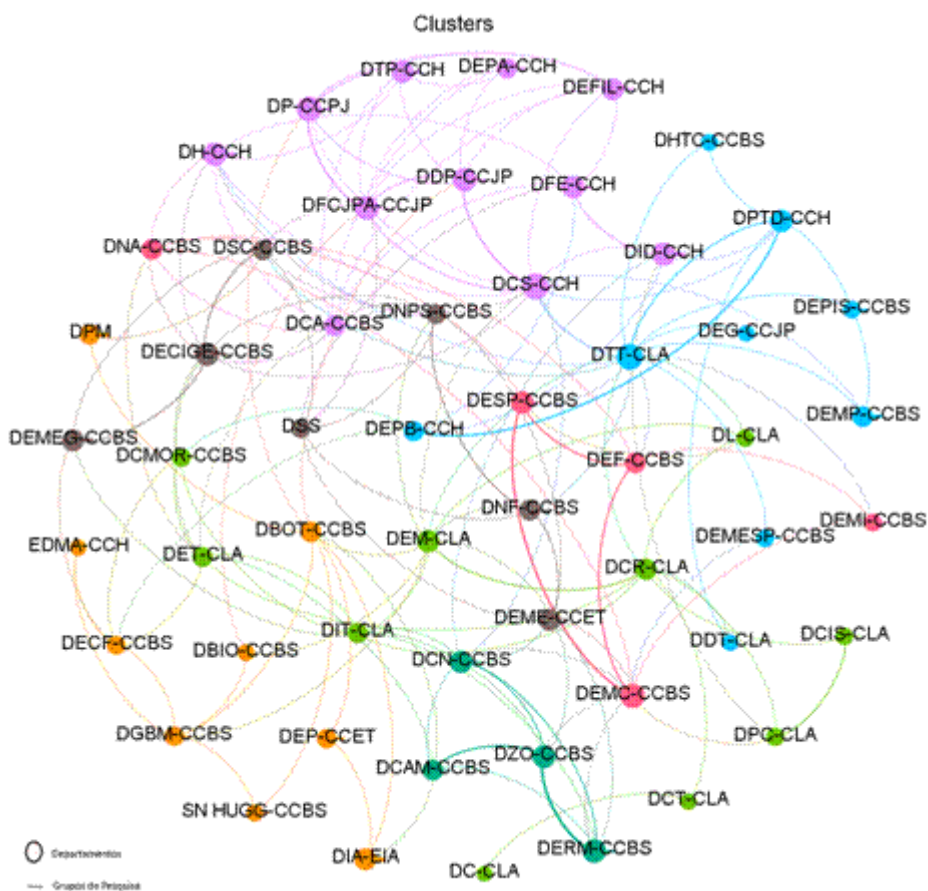 Clusters
DEPA-CCH
DTP-CCH
DEFIL-CCH
DP-CCPJ
DHTC-CCBS
DH-CCH
DDP-CCJP
DFE-CCH
DFCJPA-CCJP
DPTD-CCH
DNA-CCBS
DSC-CCBS
DID-CCH
DCS-CCH
DNPS-CCBS
DEPIS-CCBS
DCA-CCBS
DEG-CCJP
DPM
DECIGE-CCBS
DTT-CLA
DESP-CCBS
DEMP-CCBS
DSS
DEPB-CCH
DL-CLA
DEMEG-CCBS
DCMOR-CCBS
DEF-CCBS
DNF-CCBS
DEMI-CCBS
DBOT-CCBS
DEMESP-CCBS
EDMA-CCH
DEM-CLA
DET-CLA
DCR-CLA
DEME-CCET
DIT-CLA
DCIS-CLA
DECF-CCBS
DDT-CLA
DBIO-CCBS
DCN-CCBS
DEMC-CCBS
DGBM-CCBS
DEP-CCET
DPC-CLA
DZO-CCBS
DCAM-CCBS
DCT-CLA
SN HUGG-CCBS
DERM-CCBS
DIA-EIA
DC-CLA
Departamentos
Grupos de Pesquisa